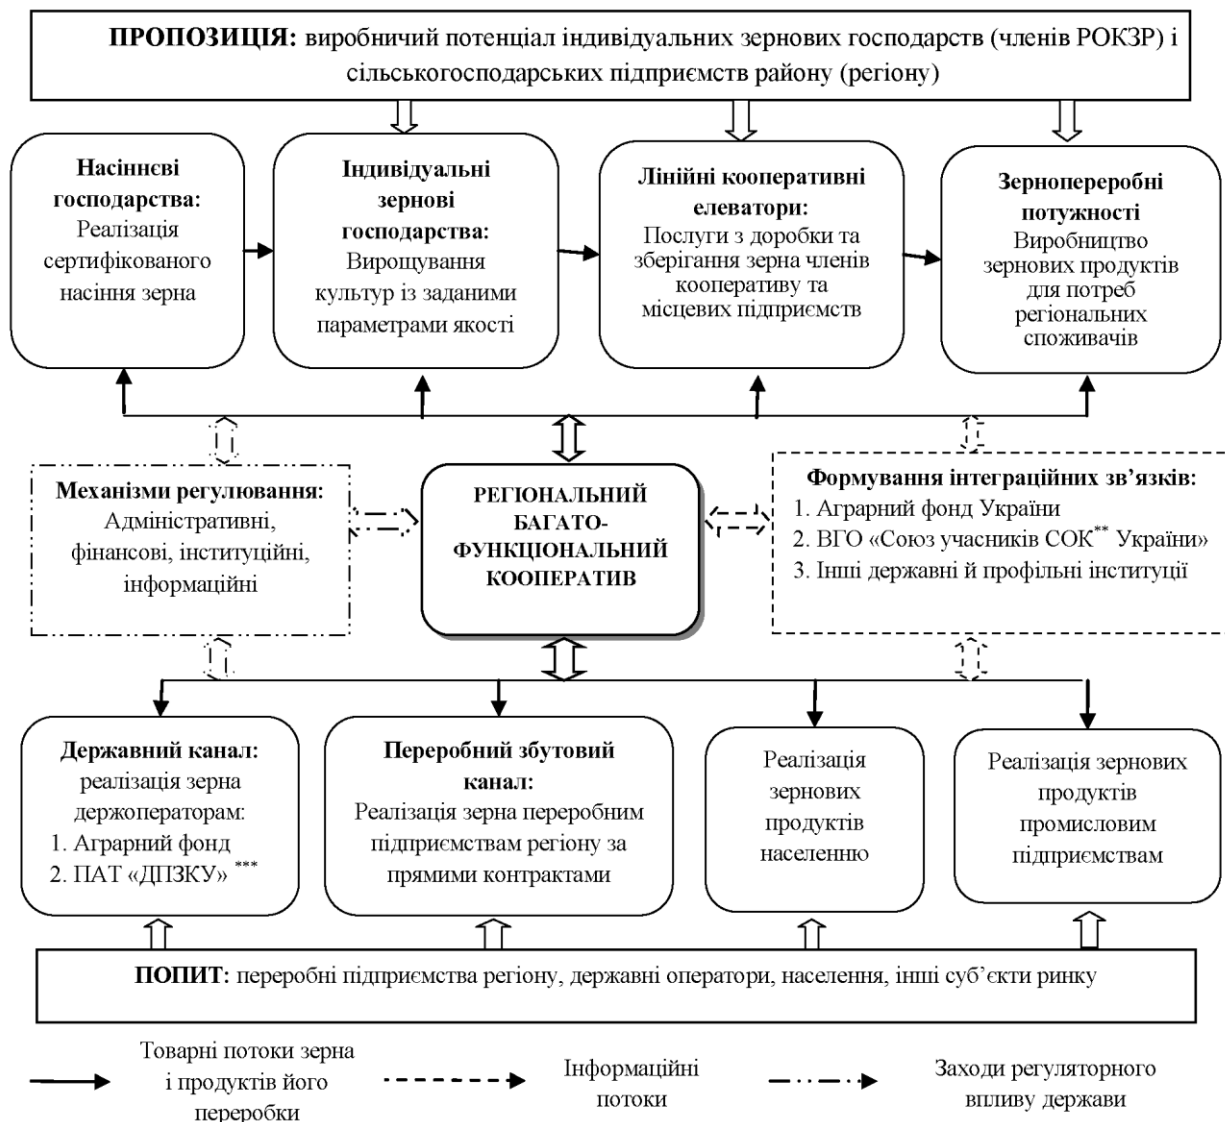 ПРОПОЗИЦІЯ: виробничий потенціал індивідуальних зернових господарств (членів РОКЗР) і
сільськогосподарських підприємств району (регіону)
Насіннєві
господарства:
Реалізація
сертифікованого
насіння зерна
Індивідуальні
зернові
господарства:
Вирощування
культур із заданими
параметрами якості
Лінійні кооперативні
елеватори:
Послуги з доробки та
зберігання зерна членів
кооперативу та
місцевих підприємств
Зернопереробні
потужності
Виробництво
зернових продуктів
для потреб
регіональних
споживачів
Механізми регулювання:
Адміністративні,
фінансові, інституційні,
інформаційні
РЕГІОНАЛЬНИЙ
БАГАТО-
ФУНКЦІОНАЛЬНИЙ
КООПЕРАТИВ
Формування інтеграційних зв’язків:
1. Аграрний фонд України
2. ВГО «Союз учасників СОК** України»
3. Інші державні й профільні інституції
Державний канал:
реалізація зерна
держоператорам:
1. Аграрний фонд
2. ПАТ «ДПЗКУ» ***
Переробний збутовий
канал:
Реалізація зерна переробним
підприємствам регіону за
прямими контрактами
Реалізація
зернових
продуктів
населенню
Реалізація зернових
продуктів
промисловим
підприємствам
ПОПИТ: переробні підприємства регіону, державні оператори, населення, інші суб’єкти ринку
Товарні потоки зерна
і продуктів його
переробки
Інформаційні
потоки
Заходи регуляторного
впливу держави